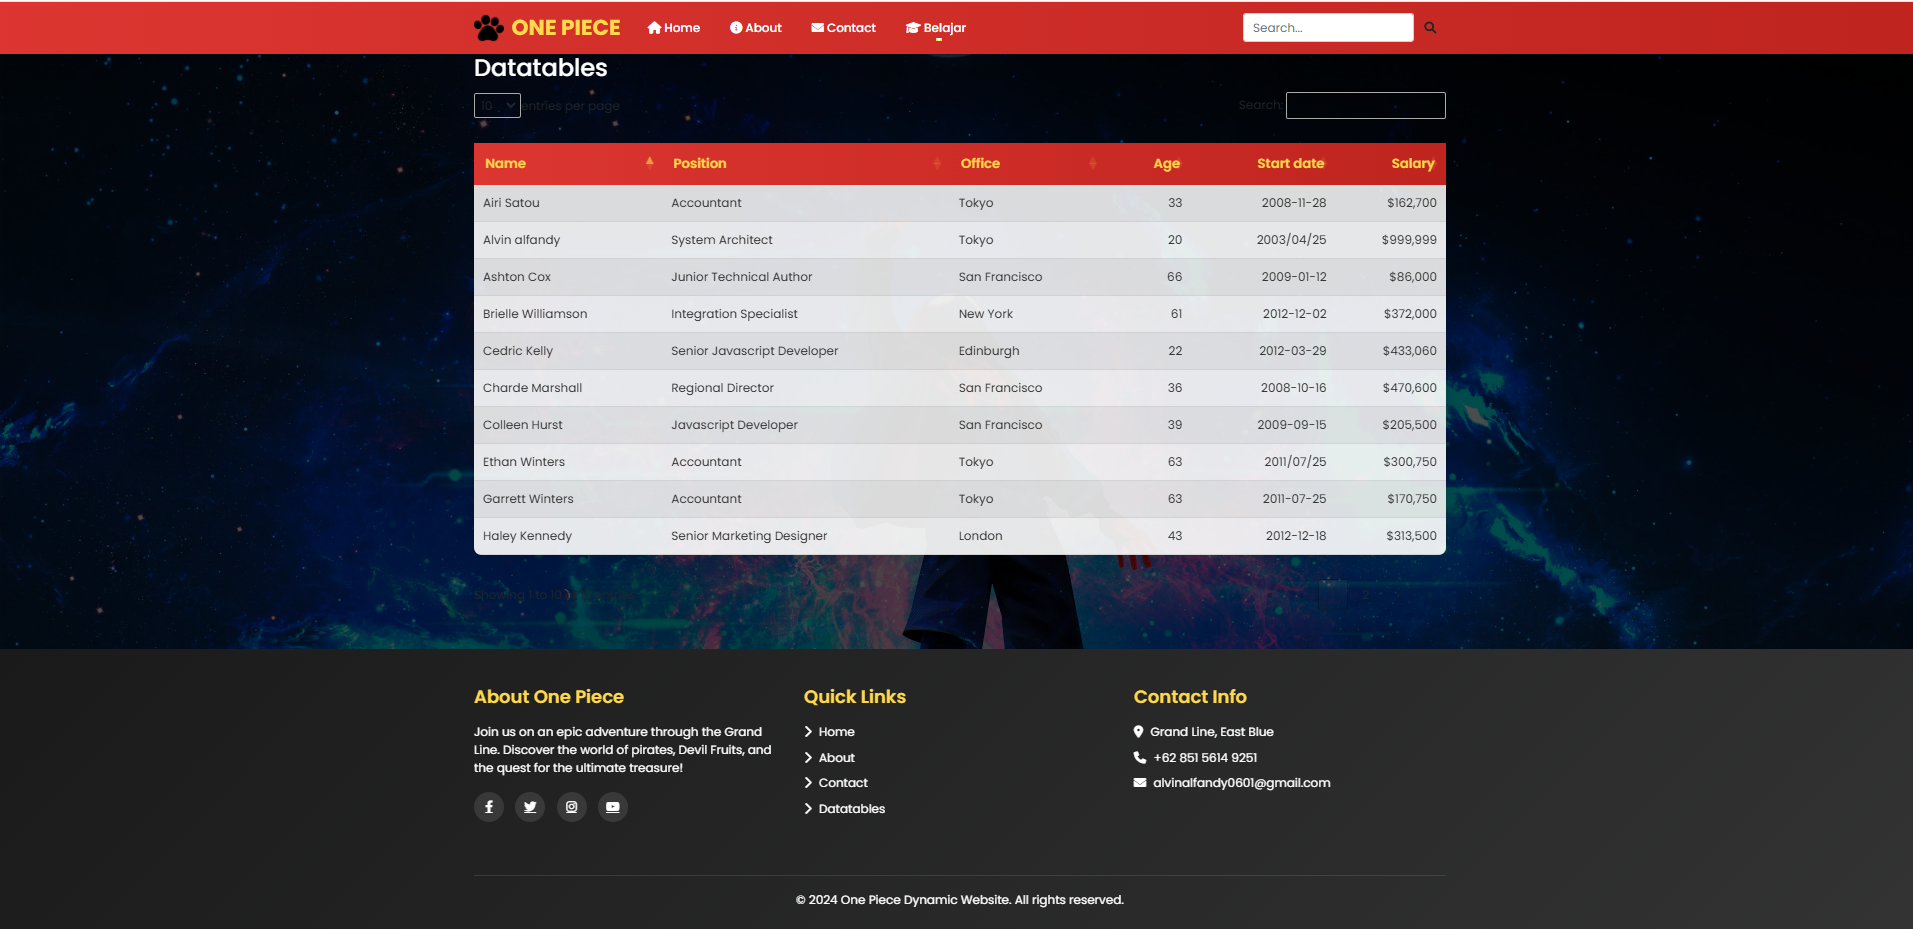 ONE PIECE Home About Contact Belajar Search...
Datatables
10 entries per page Search:
Name Position Office Age Start date Salary
Airi Satou Accountant Tokyo 33 2008-11-28 $162,700
Alvin alfandy System Architect Tokyo 20 2003/04/25 $999,999
Ashton Cox Junior Technical Author San Francisco 66 2009-01-12 $86,000
Brielle Williamson Integration Specialist New York 61 2012-12-02 $372,000
Cedric Kelly Senior Javascript Developer Edinburgh 22 2012-03-29 $433,060
Charde Marshall Regional Director San Francisco 36 2008-10-16 $470,600
Colleen Hurst Javascript Developer San Francisco 39 2009-09-15 $205,500
Ethan Winters Accountant Tokyo 63 2011/07/25 $300,750
Garrett Winters Accountant Tokyo 63 2011-07-25 $170,750
Haley Kennedy Senior Marketing Designer London 43 2012-12-18 $313,500
Showing 1 to 10 2
About One Piece
Join us on an epic adventure through the Grand
Line. Discover the world of pirates, Devil Fruits, and
the quest for the ultimate treasure!
Quick Links
Home
About
Contact
Datatables
Contact Info
Grand Line, East Blue
+62 851 5614 9251
alvinalfandy0601@gmail.com
© 2024 One Piece Dynamic Website. All rights reserved.